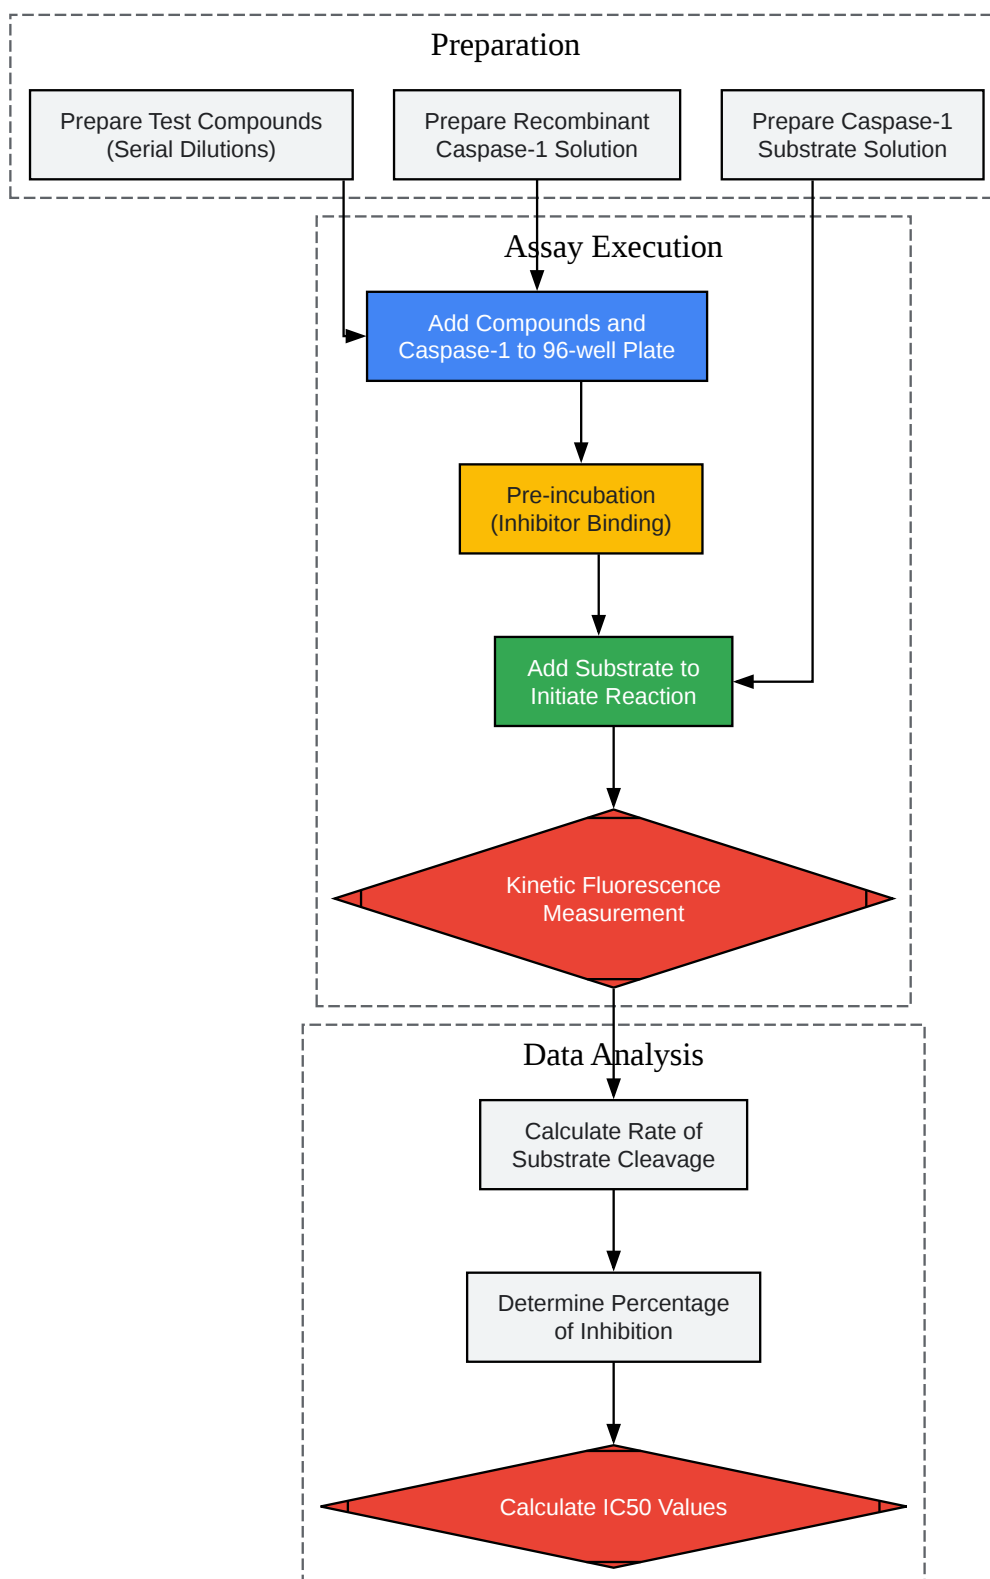 Preparation
Prepare Test Compounds
(Serial Dilutions)
Prepare Recombinant
Caspase-1 Solution
Prepare Caspase-1
Substrate Solution
Assay Execution
Add Compounds and
Caspase-1 to 96-well Plate
Pre-incubation
(Inhibitor Binding)
Add Substrate to
Initiate Reaction
Kinetic Fluorescence
Measurement
Data Analysis
Calculate Rate of
Substrate Cleavage
Determine Percentage
of Inhibition
Calculate IC50 Values